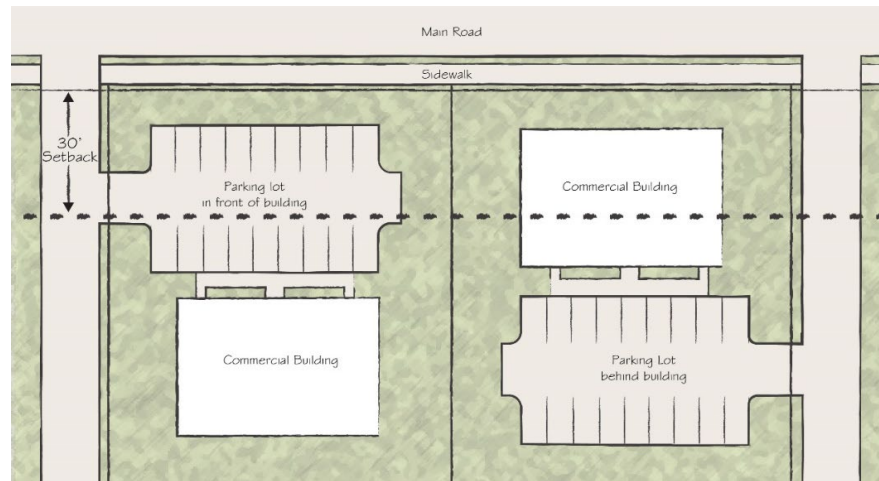 Main Road
Sidewalk
30'
Setback
Parking lot
in front of building
Commercial Building
Commercial Building
Parking Lot
behind building